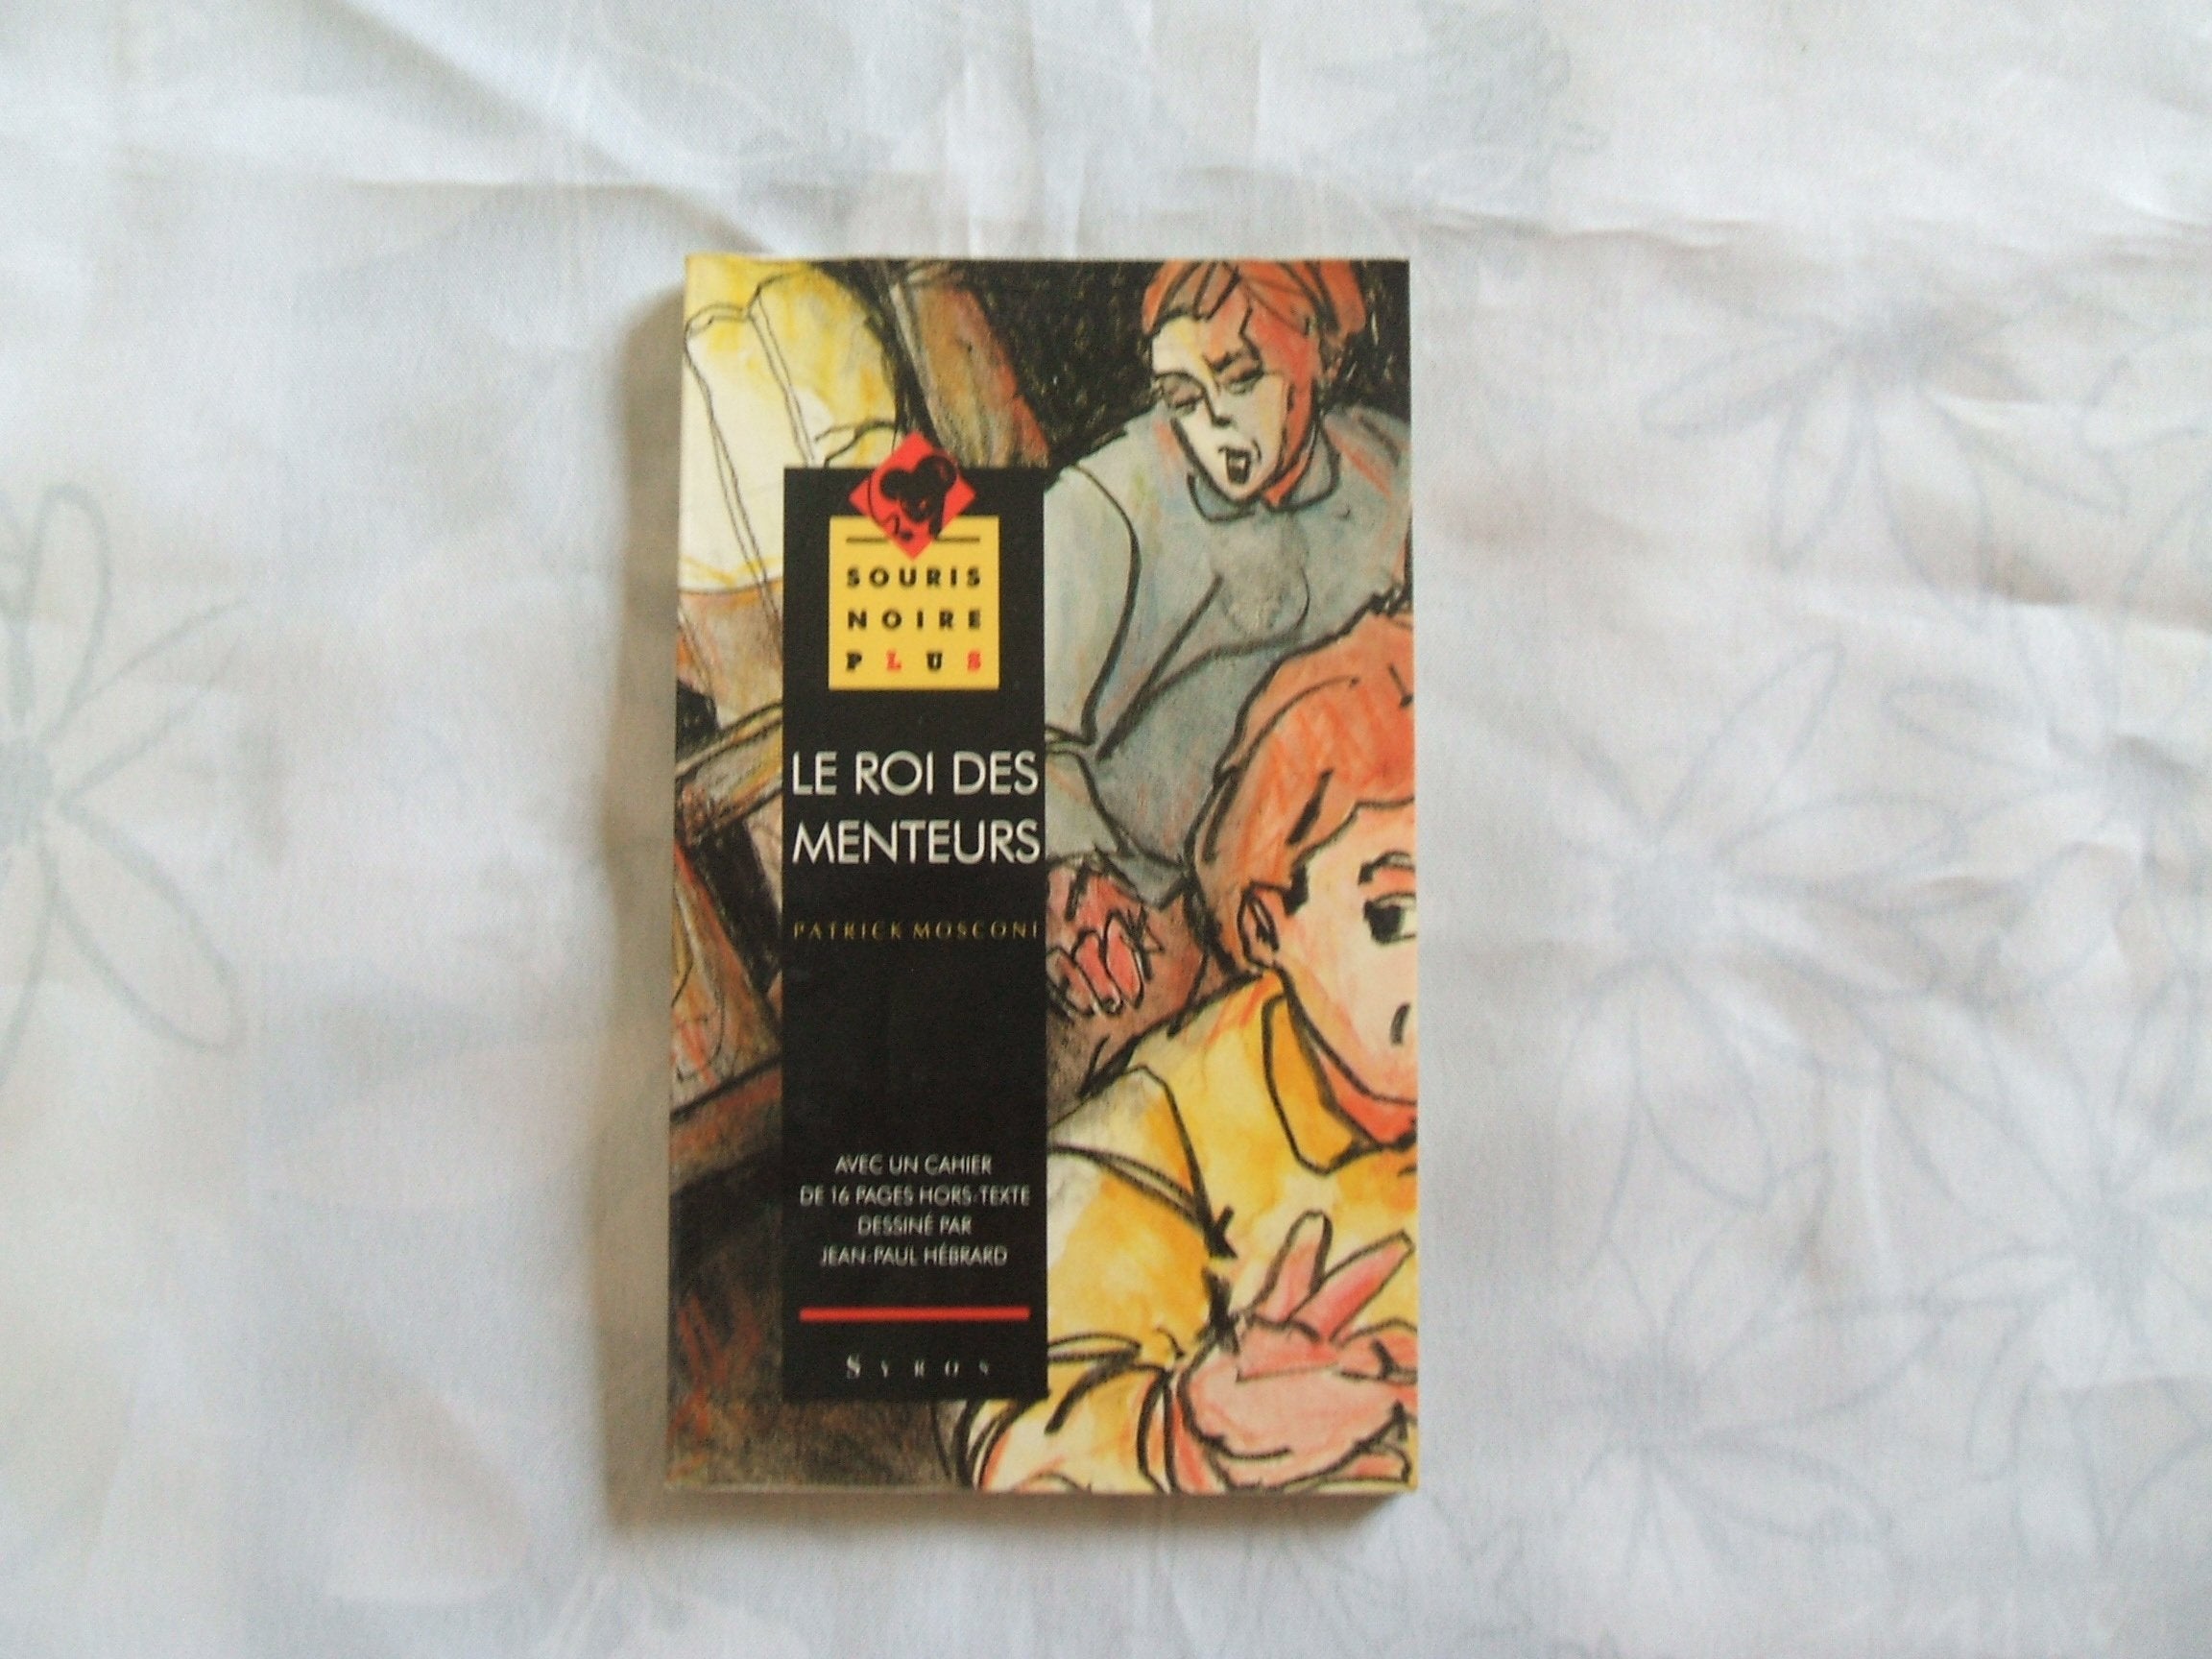 SOURIS
NOIRE
PLUS
LE ROI DES
MENTEURS
PATRICK MOSCONI
AVEC UN CAHIER
DE 16 PAGES HORS-TEXTE
DESSINÉ PAR
JEAN-PAUL HÉBRARD
SYROS